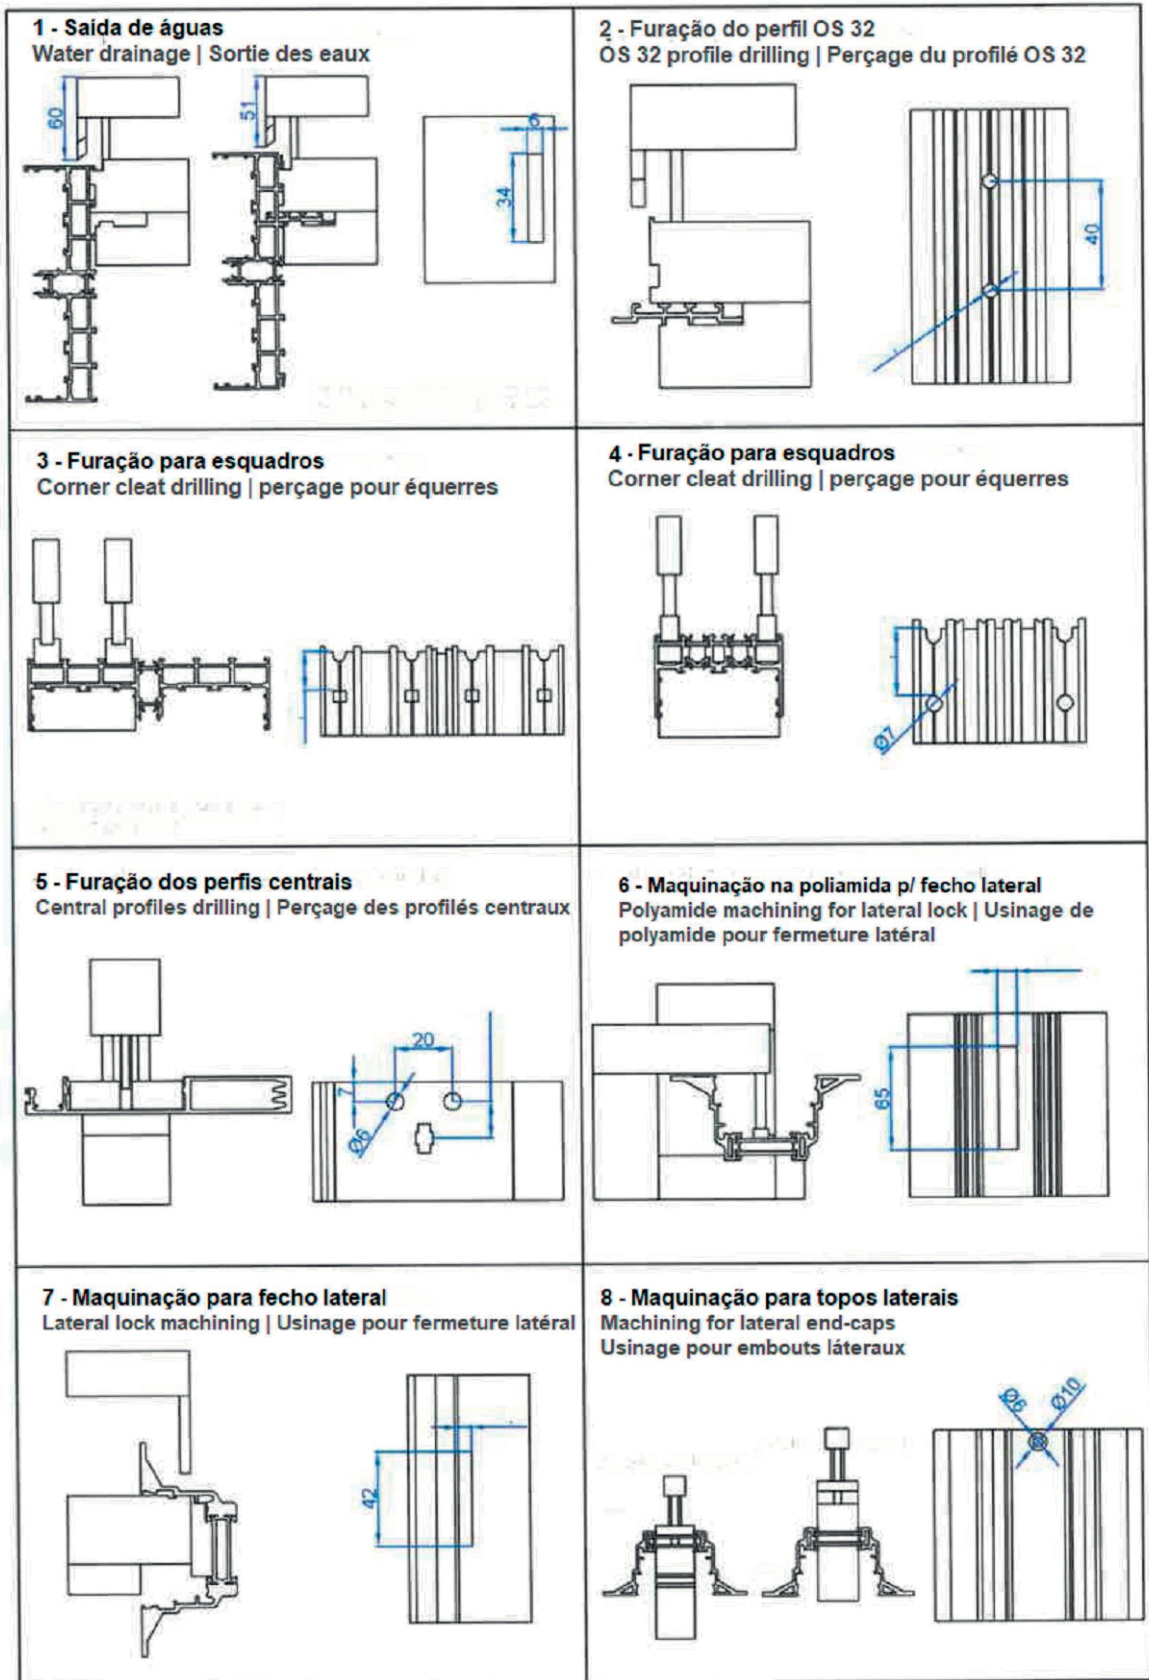 1 - Saída de águas
Water drainage | Sortie des eaux
60
51
6
34
2 - Furação do perfil OS 32
OS 32 profile drilling | Perçage du profilé OS 32
40
3 - Furação para esquadros
Corner cleat drilling | perçage pour équerres
4 - Furação para esquadros
Corner cleat drilling | perçage pour équerres
Ø7
5 - Furação dos perfis centrais
Central profiles drilling | Perçage des profilés centraux
20
7
Ø6
6 - Maquinação na poliamida p/ fecho lateral
Polyamide machining for lateral lock | Usinage de
polyamide pour fermeture latéral
65
7 - Maquinação para fecho lateral
Lateral lock machining | Usinage pour fermeture latéral
42
8 - Maquinação para topos laterais
Machining for lateral end-caps
Usinage pour embouts láteraux
Ø6
Ø10